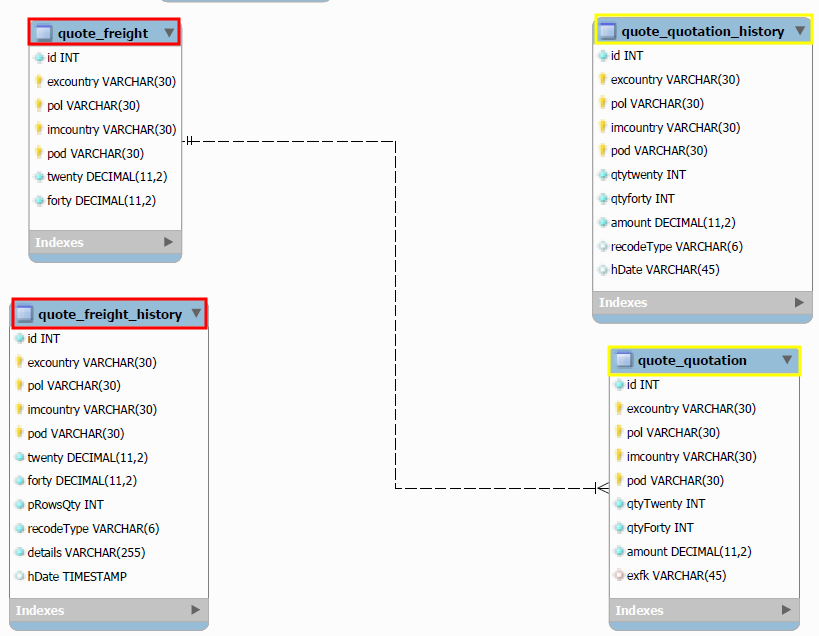 quote_freight
id INT
excountry VARCHAR(30)
pol VARCHAR(30)
imcountry VARCHAR(30)
pod VARCHAR(30)
twenty DECIMAL(11,2)
forty DECIMAL(11,2)
Indexes
quote_quotation_history
id INT
excountry VARCHAR(30)
pol VARCHAR(30)
imcountry VARCHAR(30)
pod VARCHAR(30)
qtytwenty INT
qtyforty INT
amount DECIMAL(11,2)
recodeType VARCHAR(6)
hDate VARCHAR(45)
Indexes
quote_freight_history
id INT
excountry VARCHAR(30)
pol VARCHAR(30)
imcountry VARCHAR(30)
pod VARCHAR(30)
twenty DECIMAL(11,2)
forty DECIMAL(11,2)
pRowsQty INT
recodeType VARCHAR(6)
details VARCHAR(255)
hDate TIMESTAMP
Indexes
quote_quotation
id INT
excountry VARCHAR(30)
pol VARCHAR(30)
imcountry VARCHAR(30)
pod VARCHAR(30)
qtyTwenty INT
qtyForty INT
amount DECIMAL(11,2)
exfk VARCHAR(45)
Indexes